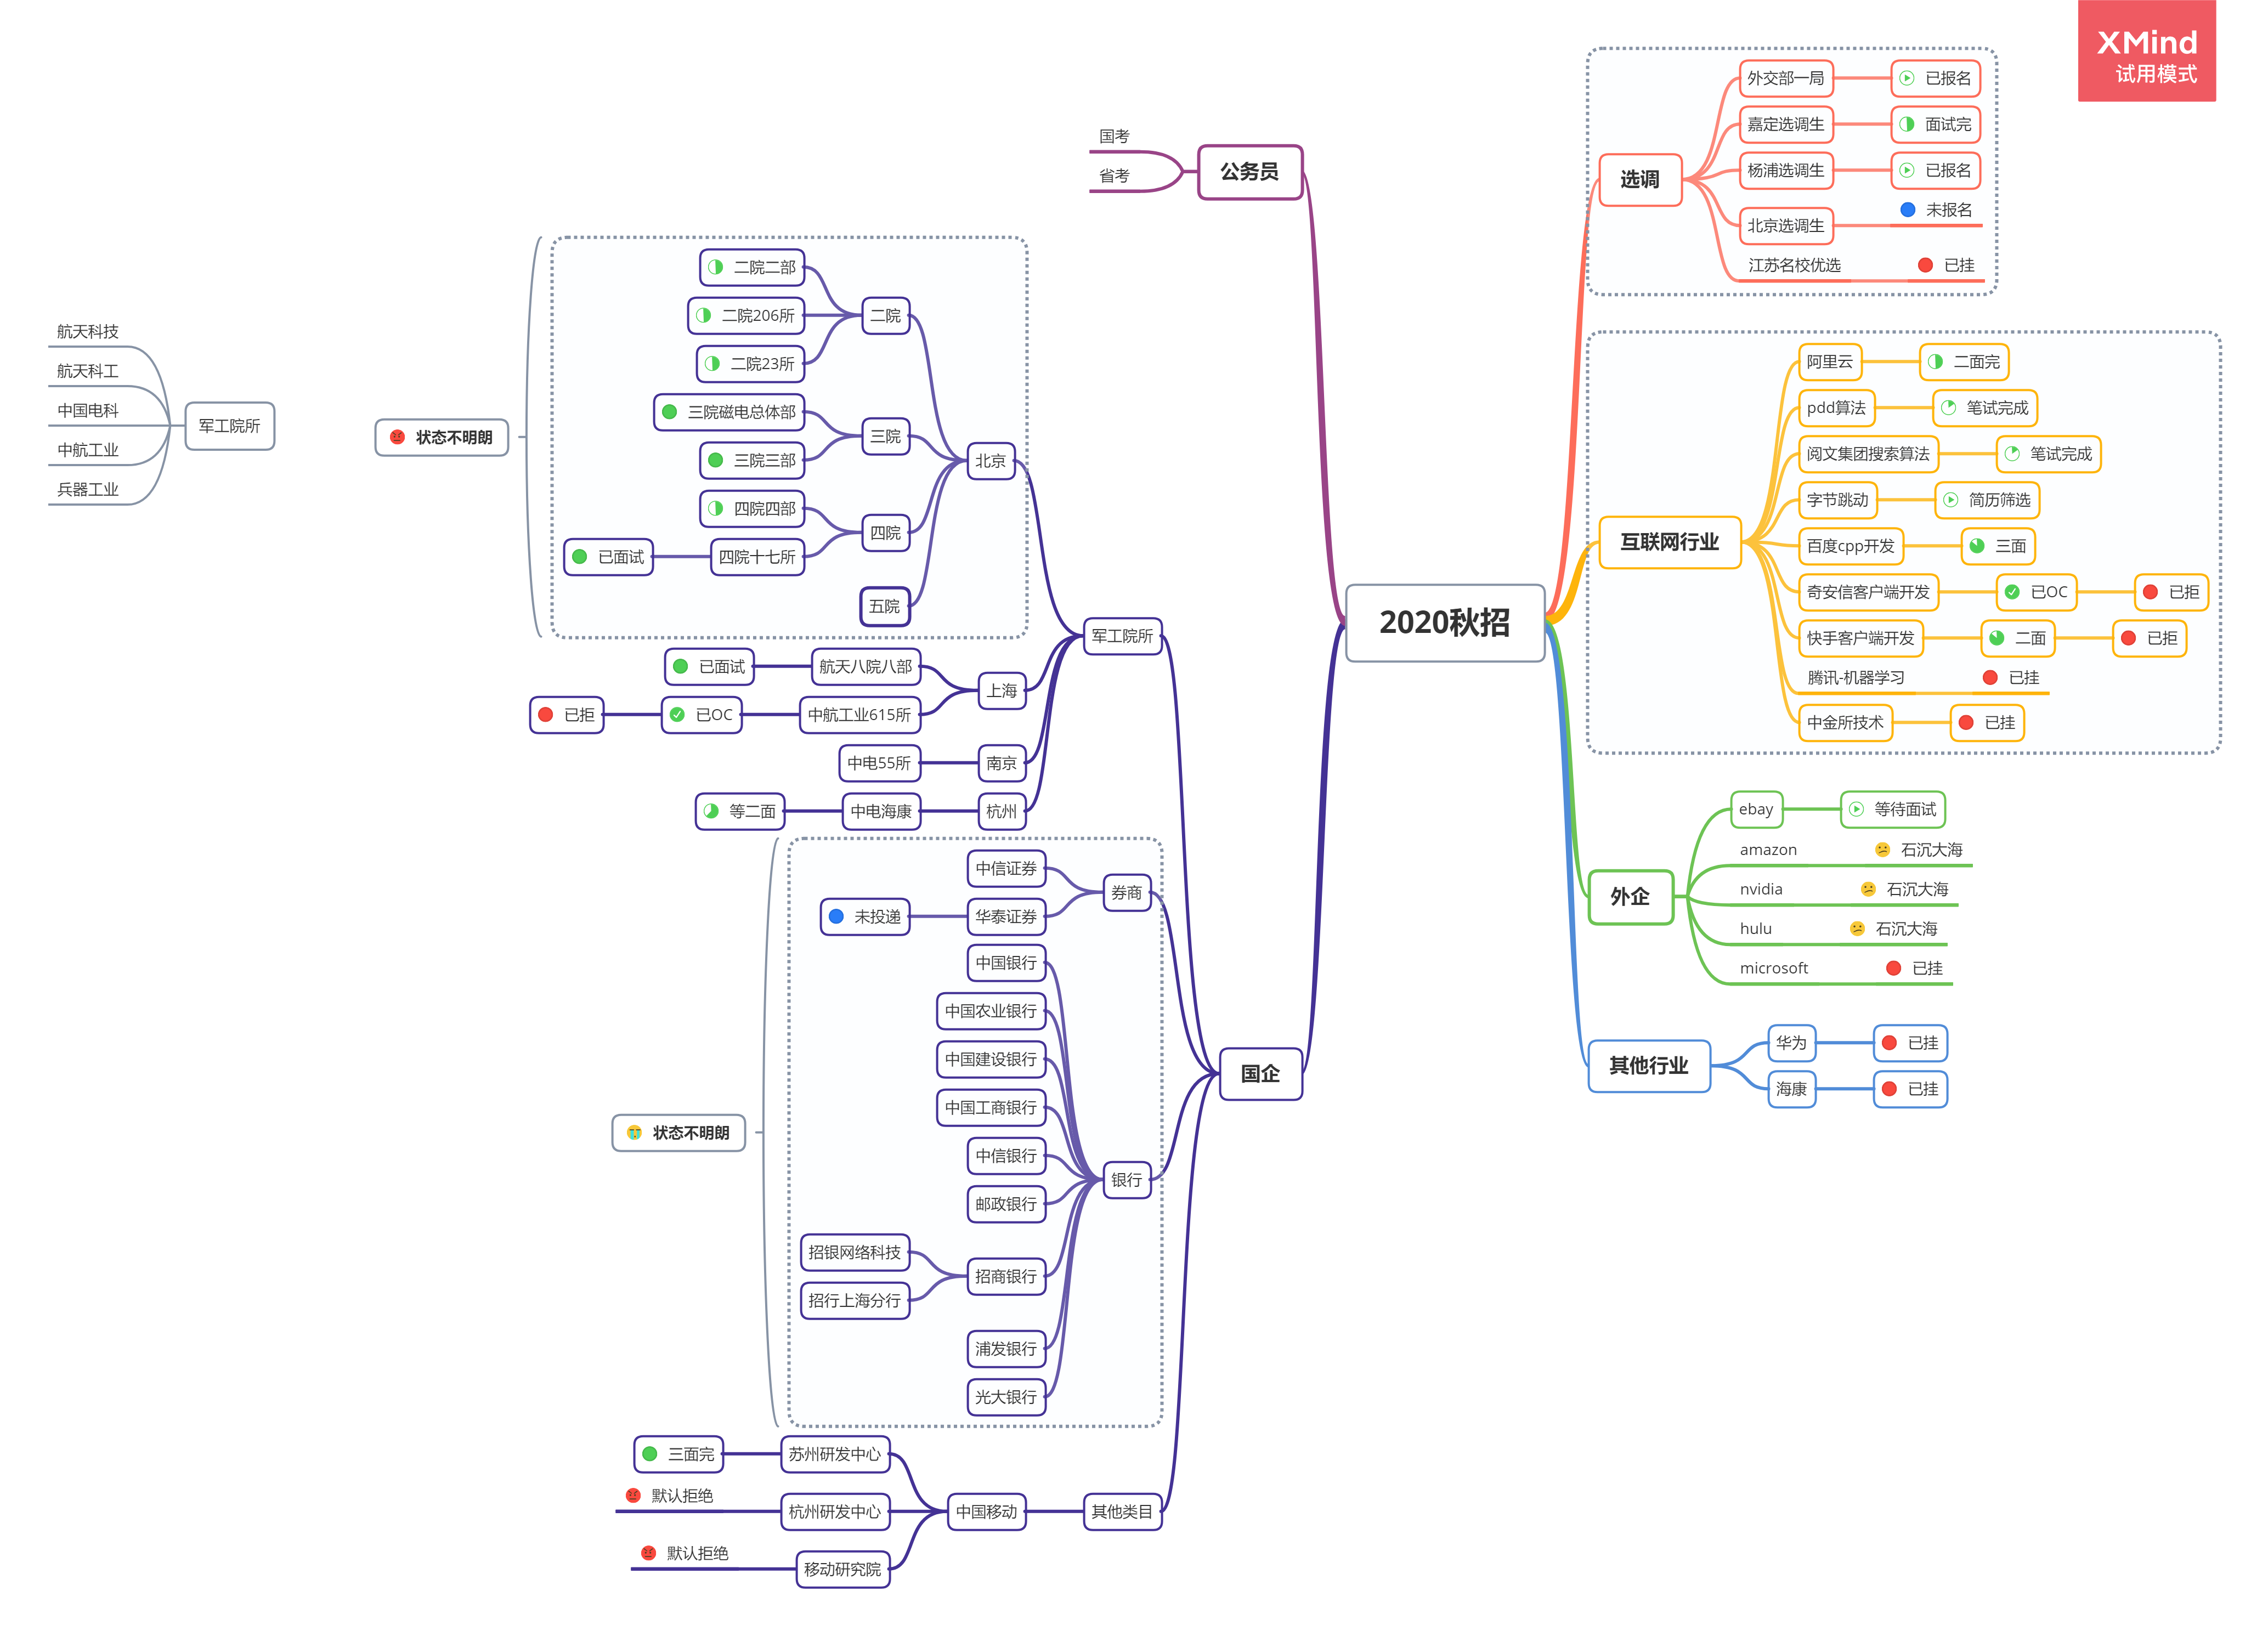 XMind
试用模式
2020秋招
选调
外交部一局
已报名
嘉定选调生
面试完
杨浦选调生
已报名
北京选调生
未报名
江苏名校优选
已挂
互联网行业
阿里云
二面完
pdd算法
笔试完成
阅文集团搜索算法
笔试完成
字节跳动
简历筛选
百度cpp开发
三面
奇安信客户端开发
已OC
已拒
快手客户端开发
二面
已拒
腾讯-机器学习
已挂
中金所技术
已挂
外企
ebay
等待面试
amazon
石沉大海
nvidia
石沉大海
hulu
石沉大海
microsoft
已挂
其他行业
华为
已挂
海康
已挂
公务员
国考
省考
国企
军工院所
北京
二院
二院二部
二院206所
二院23所
三院
三院磁电总体部
三院三部
四院
四院四部
四院十七所
已面试
五院
状态不明朗
上海
航天八院八部
已面试
中航工业615所
已OC
已拒
南京
中电55所
杭州
中电海康
等二面
券商
中信证券
华泰证券
未投递
银行
中国银行
中国农业银行
中国建设银行
中国工商银行
中信银行
邮政银行
招商银行
招银网络科技
招行上海分行
浦发银行
光大银行
状态不明朗
其他类目
中国移动
苏州研发中心
三面完
杭州研发中心
默认拒绝
移动研究院
默认拒绝
军工院所
航天科技
航天科工
中国电科
中航工业
兵器工业